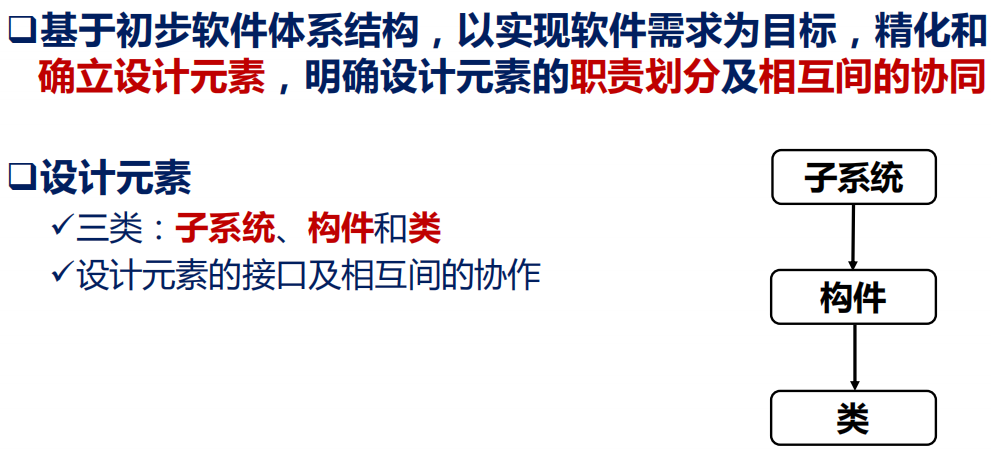 ❑基于初步软件体系结构，以实现软件需求为目标，精化和
确立设计元素，明确设计元素的职责划分及相互间的协同
❑设计元素
✓三类：子系统、构件和类
✓设计元素的接口及相互间的协作
子系统
构件
类